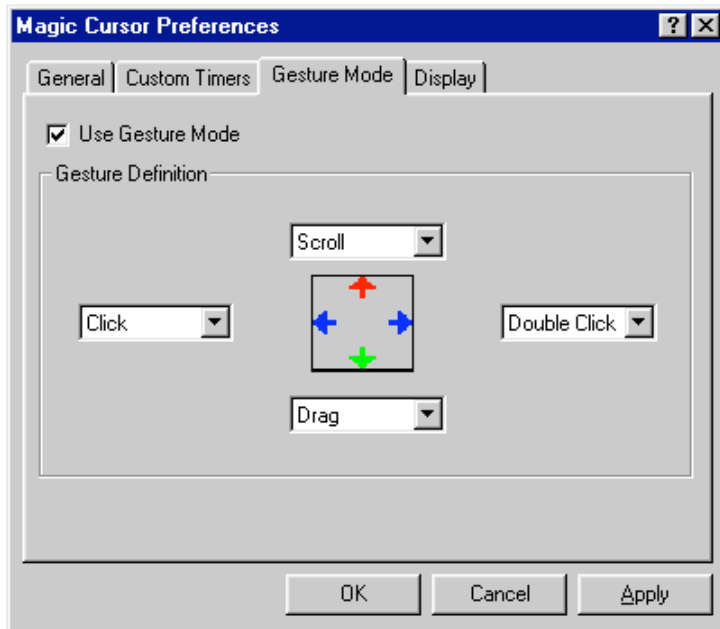 Magic Cursor Preferences
General Custom Timers Gesture Mode Display
Use Gesture Mode
Gesture Definition
Scroll
Click Double Click
Drag
OK Cancel Apply